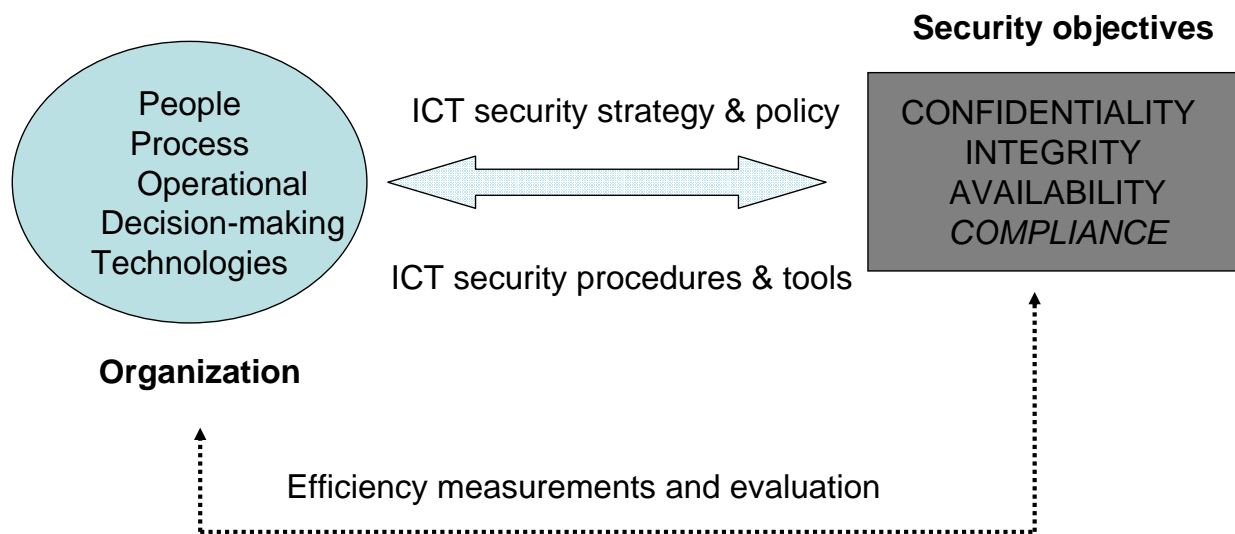 Security objectives
People
Process
Operational
Decision-making
Technologies
ICT security strategy & policy
ICT security procedures & tools
CONFIDENTIALITY
INTEGRITY
AVAILABILITY
COMPLIANCE
Organization
Efficiency measurements and evaluation